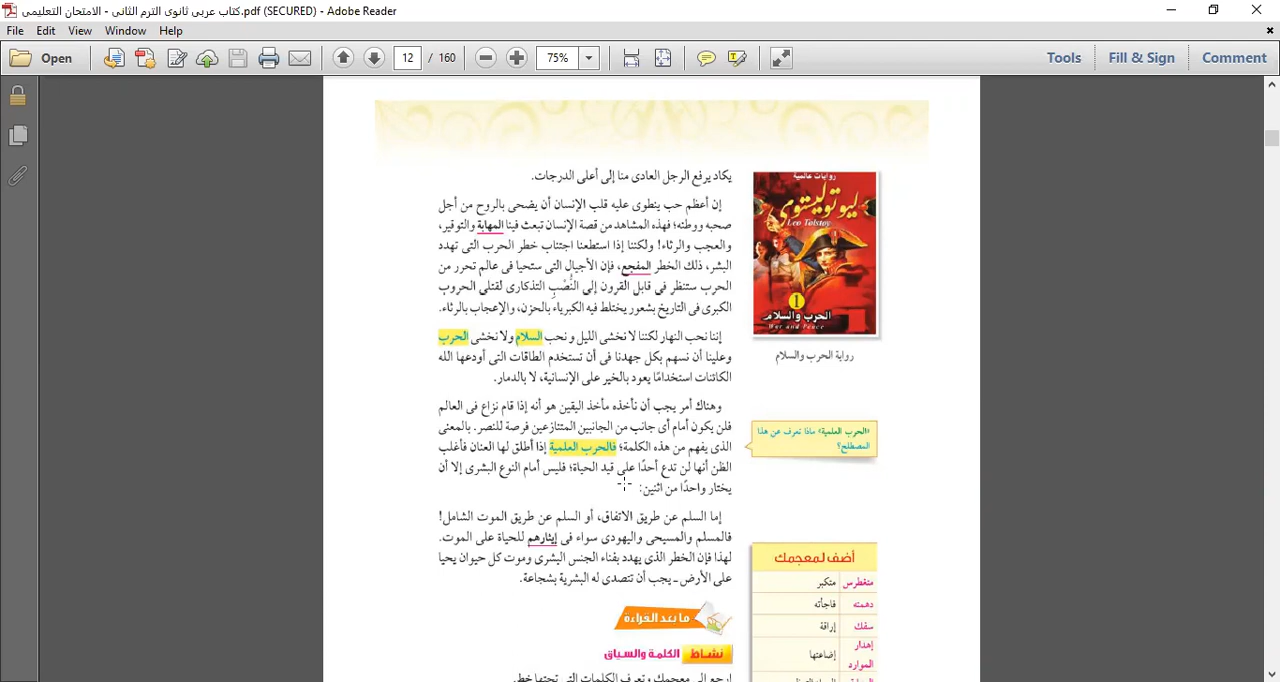 كتاب عربى ثانوى الترم الثانى - الامتحان التعليمى.pdf (SECURED) - Adobe Reader
File Edit View Window Help
Open 12 / 160 75% Tools Fill & Sign Comment
يكاد يرفع الرجل العادى منا إلى أعلى الدرجات.
إن أعظم حب ينطوى عليه قلب الإنسان أن يضحى بالروح من أجل
صحبه ووطنه؛ فهذه المشاهد من قصة الإنسان تبعث فينا المهابة والتوقير،
والعجب والرثاء! ولكننا إذا استطعنا اجتناب خطر الحرب التى تهدد
البشر، ذلك الخطر المفجع، فإن الأجيال التى ستحيا فى عالم تحرر من
الحرب ستنظر فى قابل القرون إلى النُّصُبِ التذكارى لقتلى الحروب
الكبرى فى التاريخ بشعور يختلط فيه الكبرياء بالحزن، والإعجاب بالرثاء.
إننا نحب النهار لكننا لا نخشى الليل و نحب السلام ولا نخشى الحرب
وعلينا أن نسهم بكل جهدنا فى أن تستخدم الطاقات التى أودعها الله
الكائنات استخدامًا يعود بالخير على الإنسانية، لا بالدمار.
وهناك أمر يجب أن نأخذه مأخذ اليقين هو أنه إذا قام نزاع فى العالم
فلن يكون أمام أى جانب من الجانبين المتنازعين فرصة للنصر. بالمعنى
الذى يفهم من هذه الكلمة؛ فالحرب العلمية إذا أطلق لها العنان فأغلب
الظن أنها لن تدع أحدًا على قيد الحياة؛ فليس أمام النوع البشرى إلا أن
يختار واحدًا من اثنين:
إما السلم عن طريق الاتفاق، أو السلم عن طريق الموت الشامل!
فالمسلم والمسيحى واليهودى سواء فى إيثارهم للحياة على الموت.
لهذا فإن الخطر الذى يهدد بفناء الجنس البشرى وموت كل حيوان يحيا
على الأرض ـ يجب أن تتصدى له البشرية بشجاعة.
ما بعد القراءة
نشاط الكلمة والسياق
ارجع إلى معجمك وتعرف الكلمات التى تحتها خط.
روايات عالمية
ليوتوليستوى
Leo Tolstoy
1
الحرب والسلام
War and Peace
رواية الحرب والسلام
«الحرب العلمية» ماذا تعرف عن هذا
المصطلح؟
أضف لمعجمك
متغطرس متكبر
دهمته فاجأته
سفك إراقة
إهدار الموارد إضاعتها